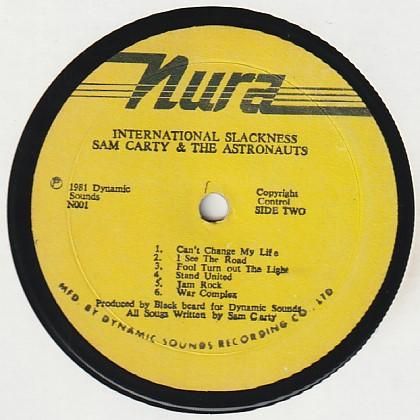 Nura
INTERNATIONAL SLACKNESS
SAM CARTY & THE ASTRONAUTS
℗ 1981 Dynamic
Sounds
N001
Copyright
Control
SIDE TWO
1. Can't Change My Life
2. I See The Road
3. Fool Turn out The Light
4. Stand United
5. Jam Rock
6. War Complex
Produced by Black beard for Dynamic Sounds
All Songs Written by Sam Carty
MFD. BY DYNAMIC SOUNDS RECORDING CO., LTD